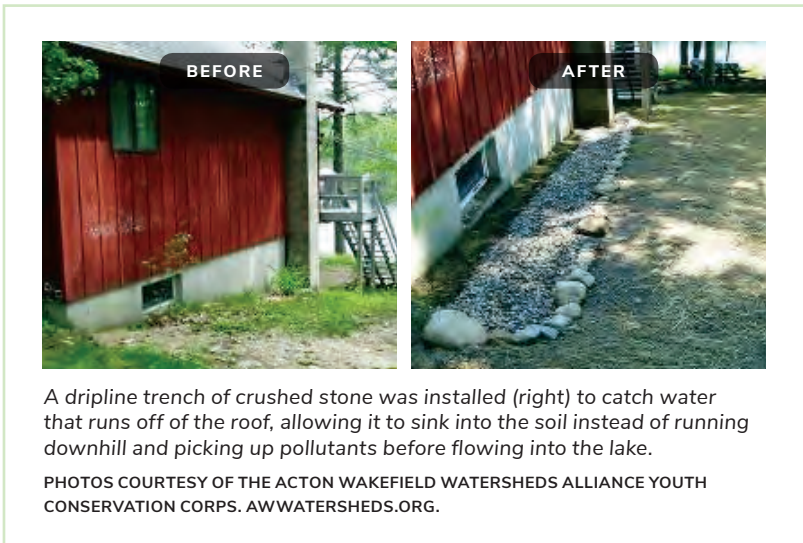 BEFORE
AFTER
A dripline trench of crushed stone was installed (right) to catch water
that runs off of the roof, allowing it to sink into the soil instead of running
downhill and picking up pollutants before flowing into the lake.
PHOTOS COURTESY OF THE ACTON WAKEFIELD WATERSHEDS ALLIANCE YOUTH
CONSERVATION CORPS. AWWATERSHEDS.ORG.